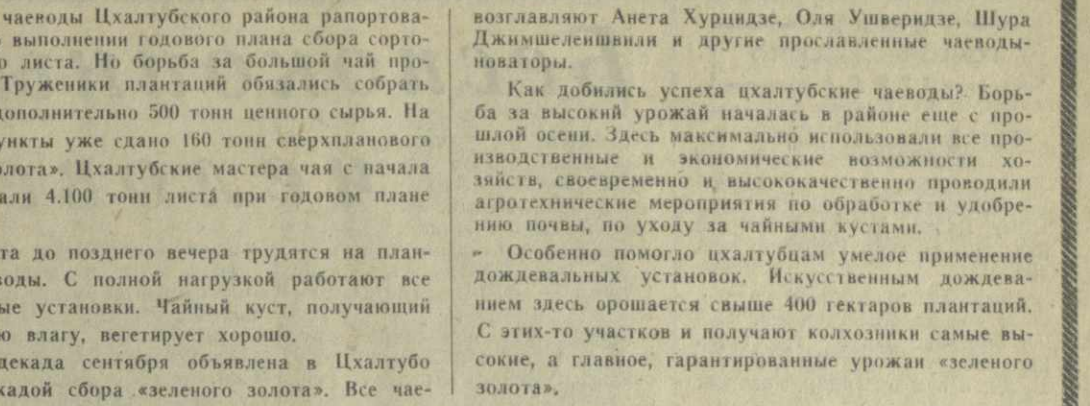 чаеводы Цхалтубского района рапортова-
выполнении годового плана сбора сорто-
листа. Но борьба за большой чай про-
Труженики плантаций обязались собрать
дополнительно 500 тонн ценного сырья. На
ункты уже сдано 160 тонн сверхпланового
олота». Цхалтубские мастера чая с начала
али 4.100 тонн листа при годовом плане
та до позднего вечера трудятся на план-
воды. С полной нагрузкой работают все
ые установки. Чайный куст, получающий
ю влагу, вегетирует хорошо.
декада сентября объявлена в Цхалтубо
кадой сбора «зеленого золота». Все чае-
возглавляют Анета Хурцидзе, Оля Ушверидзе, Шура
Джимшелеишвили и другие прославленные чаеводы-
новаторы.
Как добились успеха цхалтубские чаеводы? Борь-
ба за высокий урожай началась в районе еще с про-
шлой осени. Здесь максимально использовали все про-
изводственные и экономические возможности хо-
зяйств, своевременно и высококачественно проводили
агротехнические мероприятия по обработке и удобре-
нию почвы, по уходу за чайными кустами.
Особенно помогло цхалтубцам умелое применение
дождевальных установок. Искусственным дождева-
нием здесь орошается свыше 400 гектаров плантаций.
С этих-то участков и получают колхозники самые вы-
сокие, а главное, гарантированные урожаи «зеленого
золота».